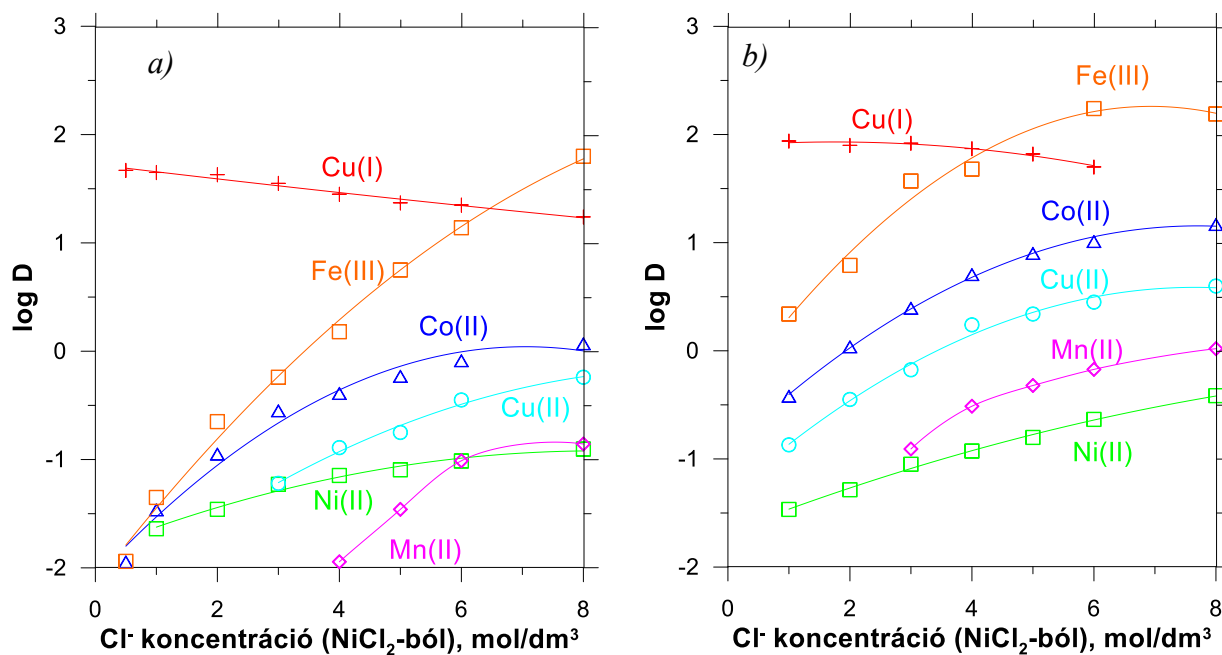 a)
3
2
1
0
-1
-2
log D
Cu(I)
Fe(III)
Co(II)
Cu(II)
Ni(II)
Mn(II)
0
2
4
6
8
Cl⁻ koncentráció (NiCl₂-ból), mol/dm³
b)
3
2
1
0
-1
-2
log D
Fe(III)
Cu(I)
Co(II)
Cu(II)
Mn(II)
Ni(II)
0
2
4
6
8
Cl⁻ koncentráció (NiCl₂-ból), mol/dm³